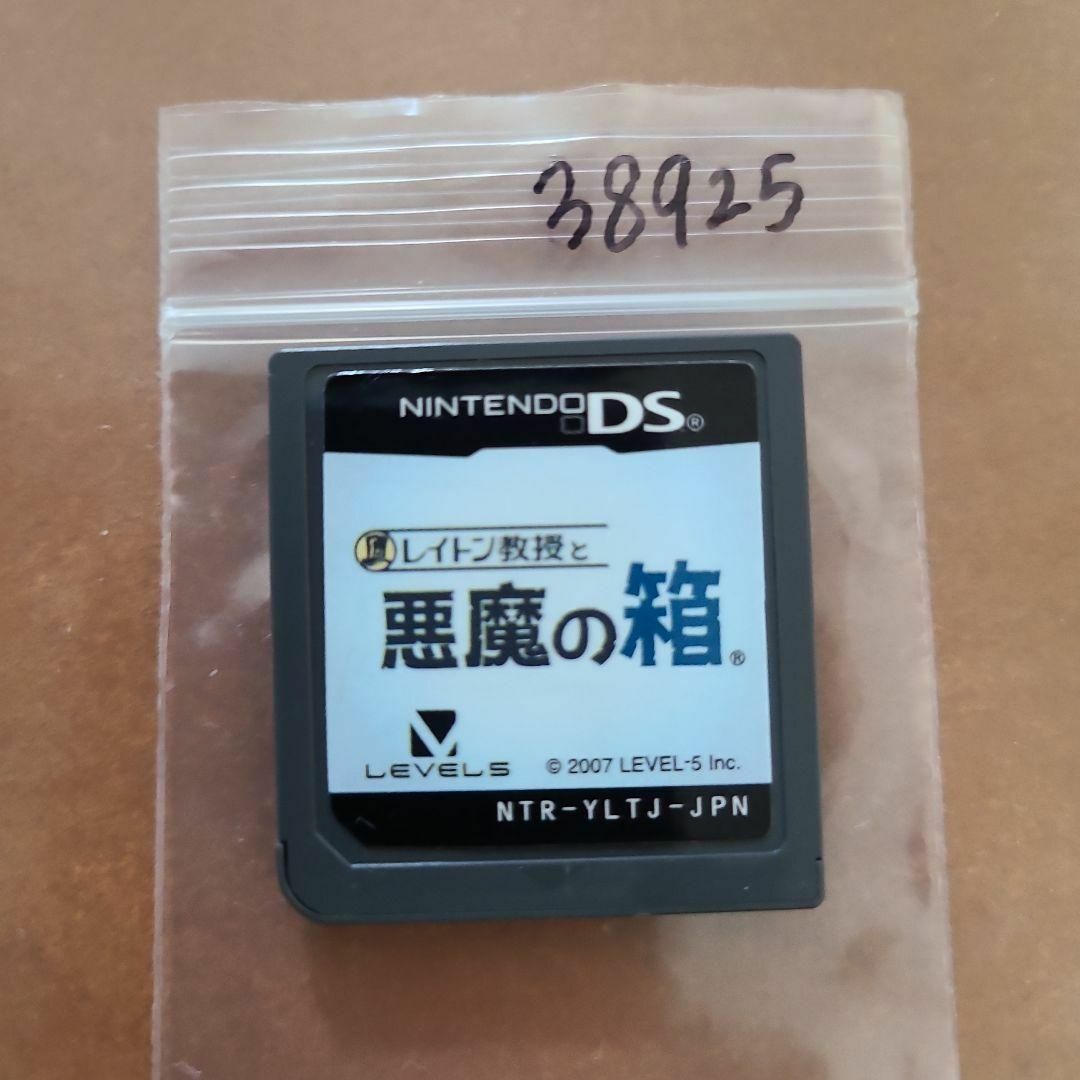 38925
NINTENDO DS®
レイトン教授と
悪魔の箱®
LEVEL5
© 2007 LEVEL-5 Inc.
NTR-YLTJ-JPN